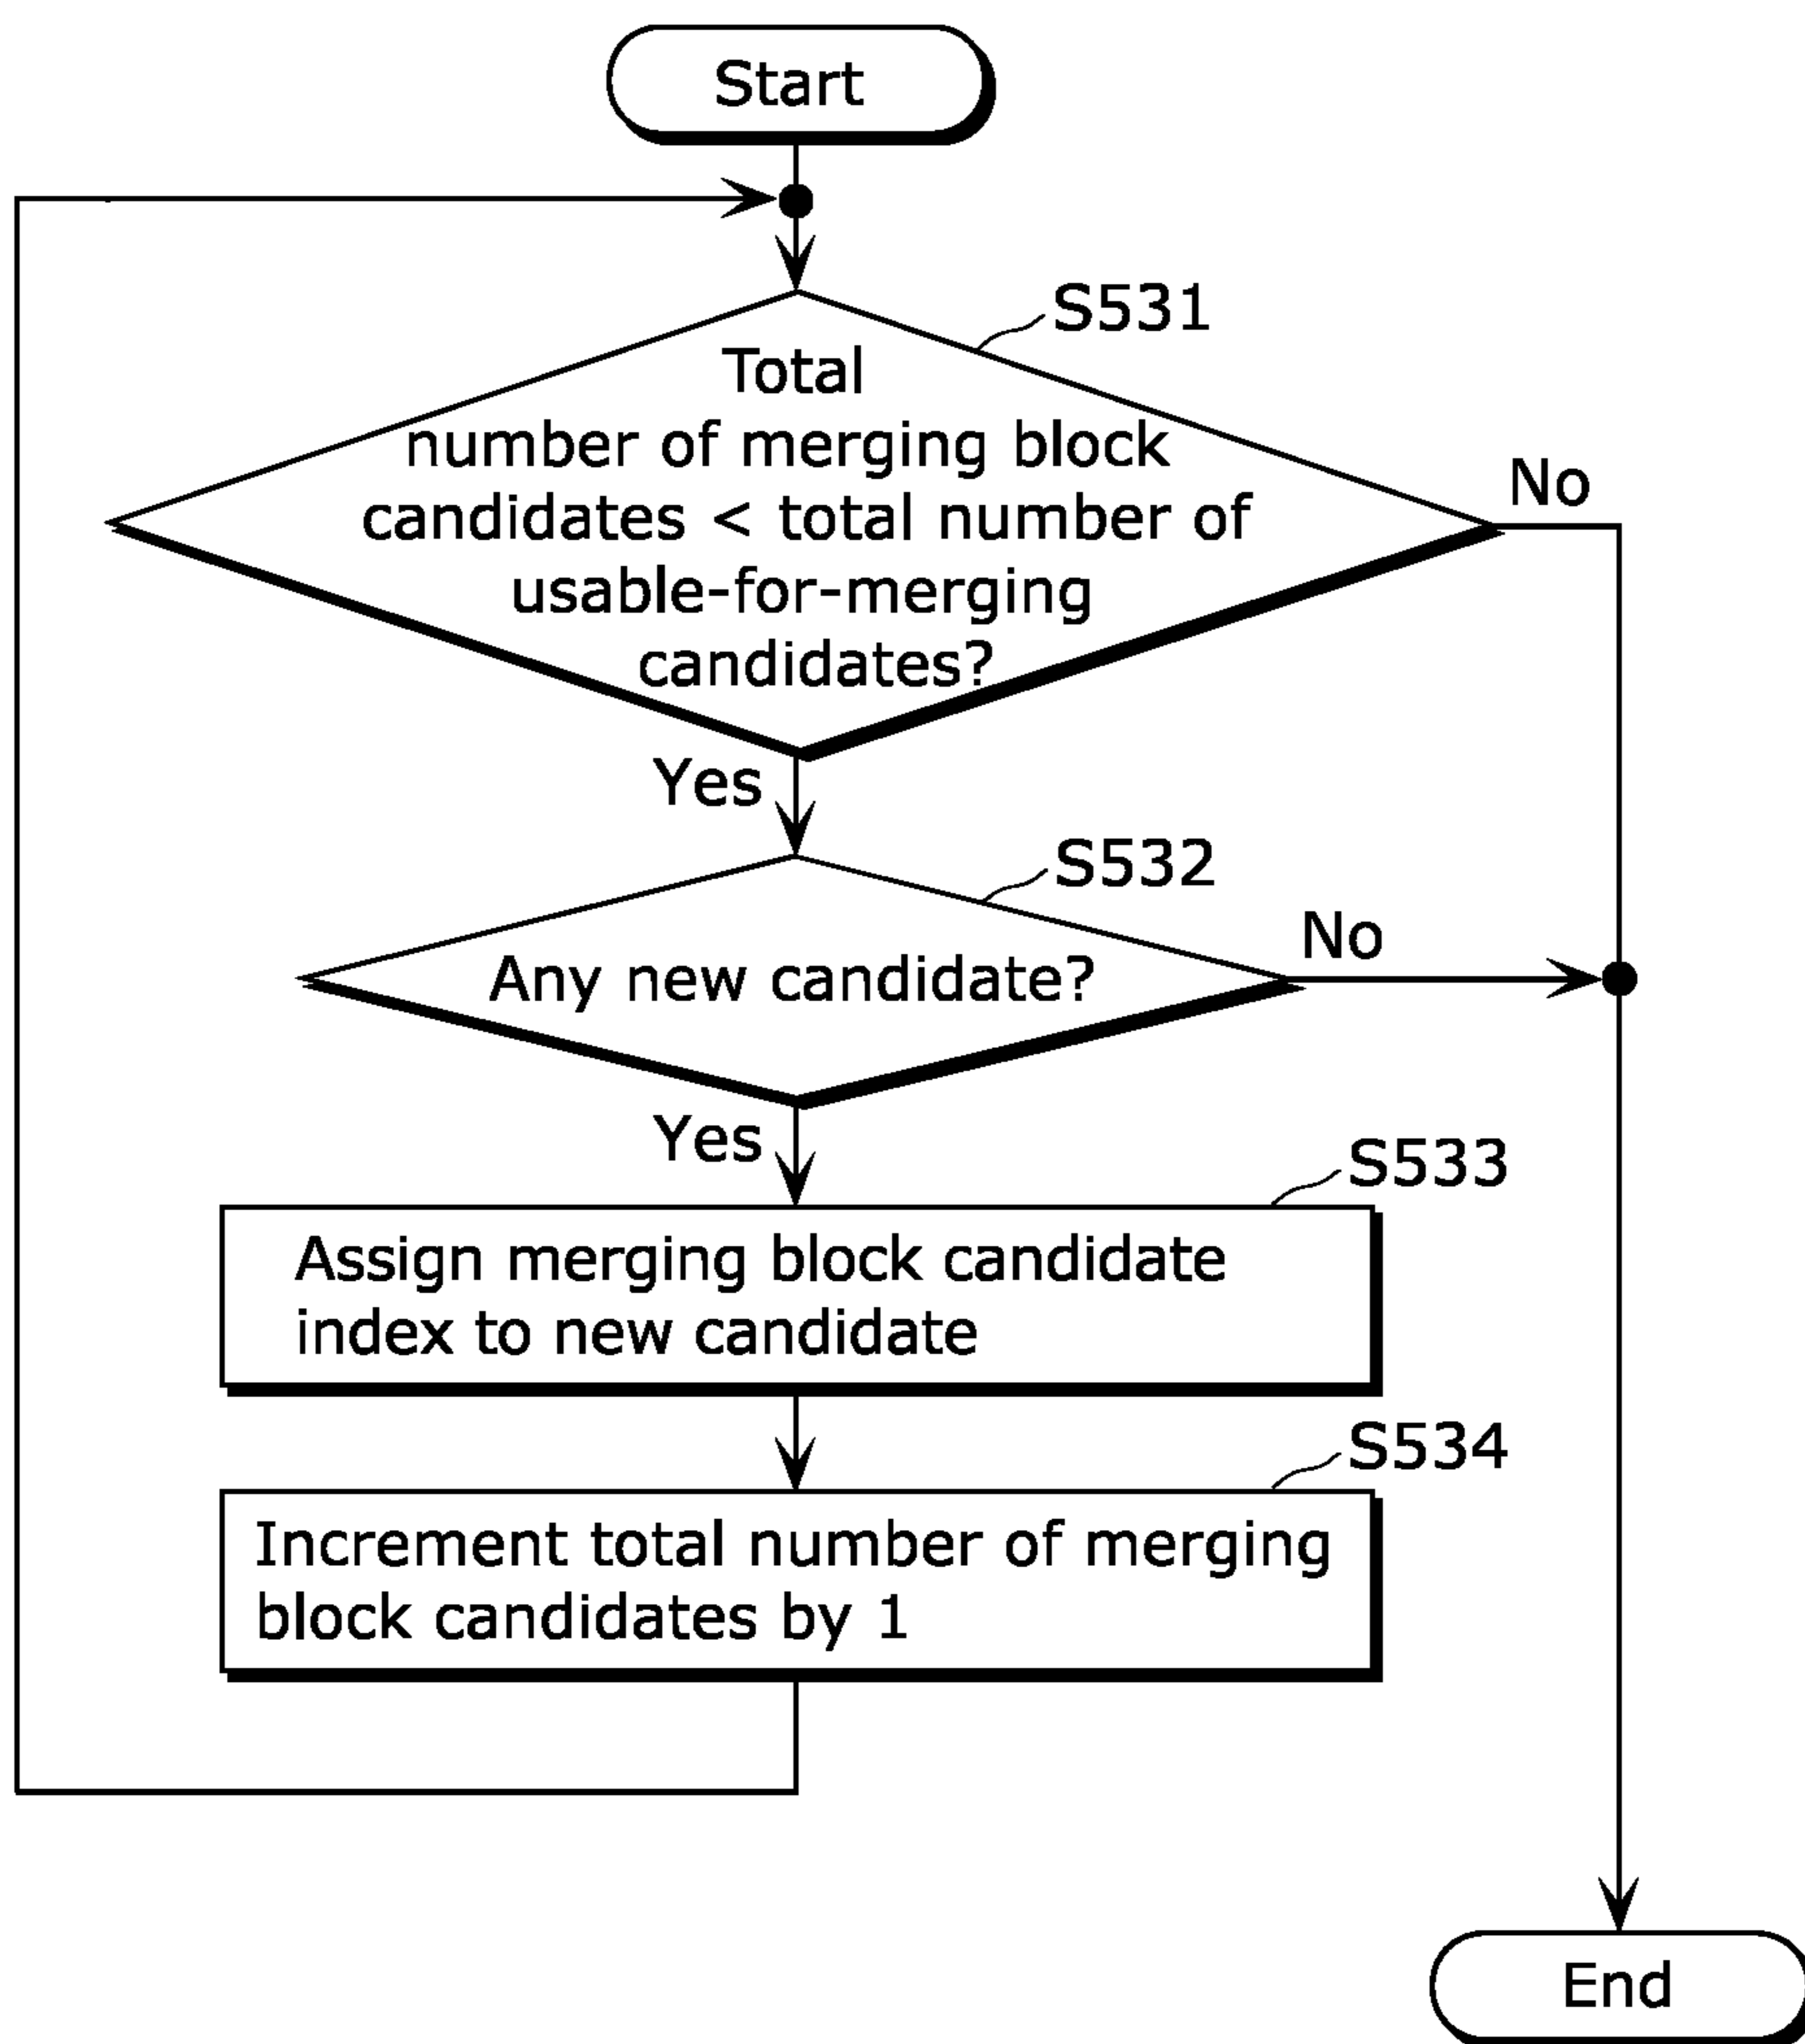 Start
S531
Total
number of merging block
candidates < total number of
usable-for-merging
candidates?
No
Yes
S532
Any new candidate?
No
Yes
S533
Assign merging block candidate
index to new candidate
S534
Increment total number of merging
block candidates by 1
End